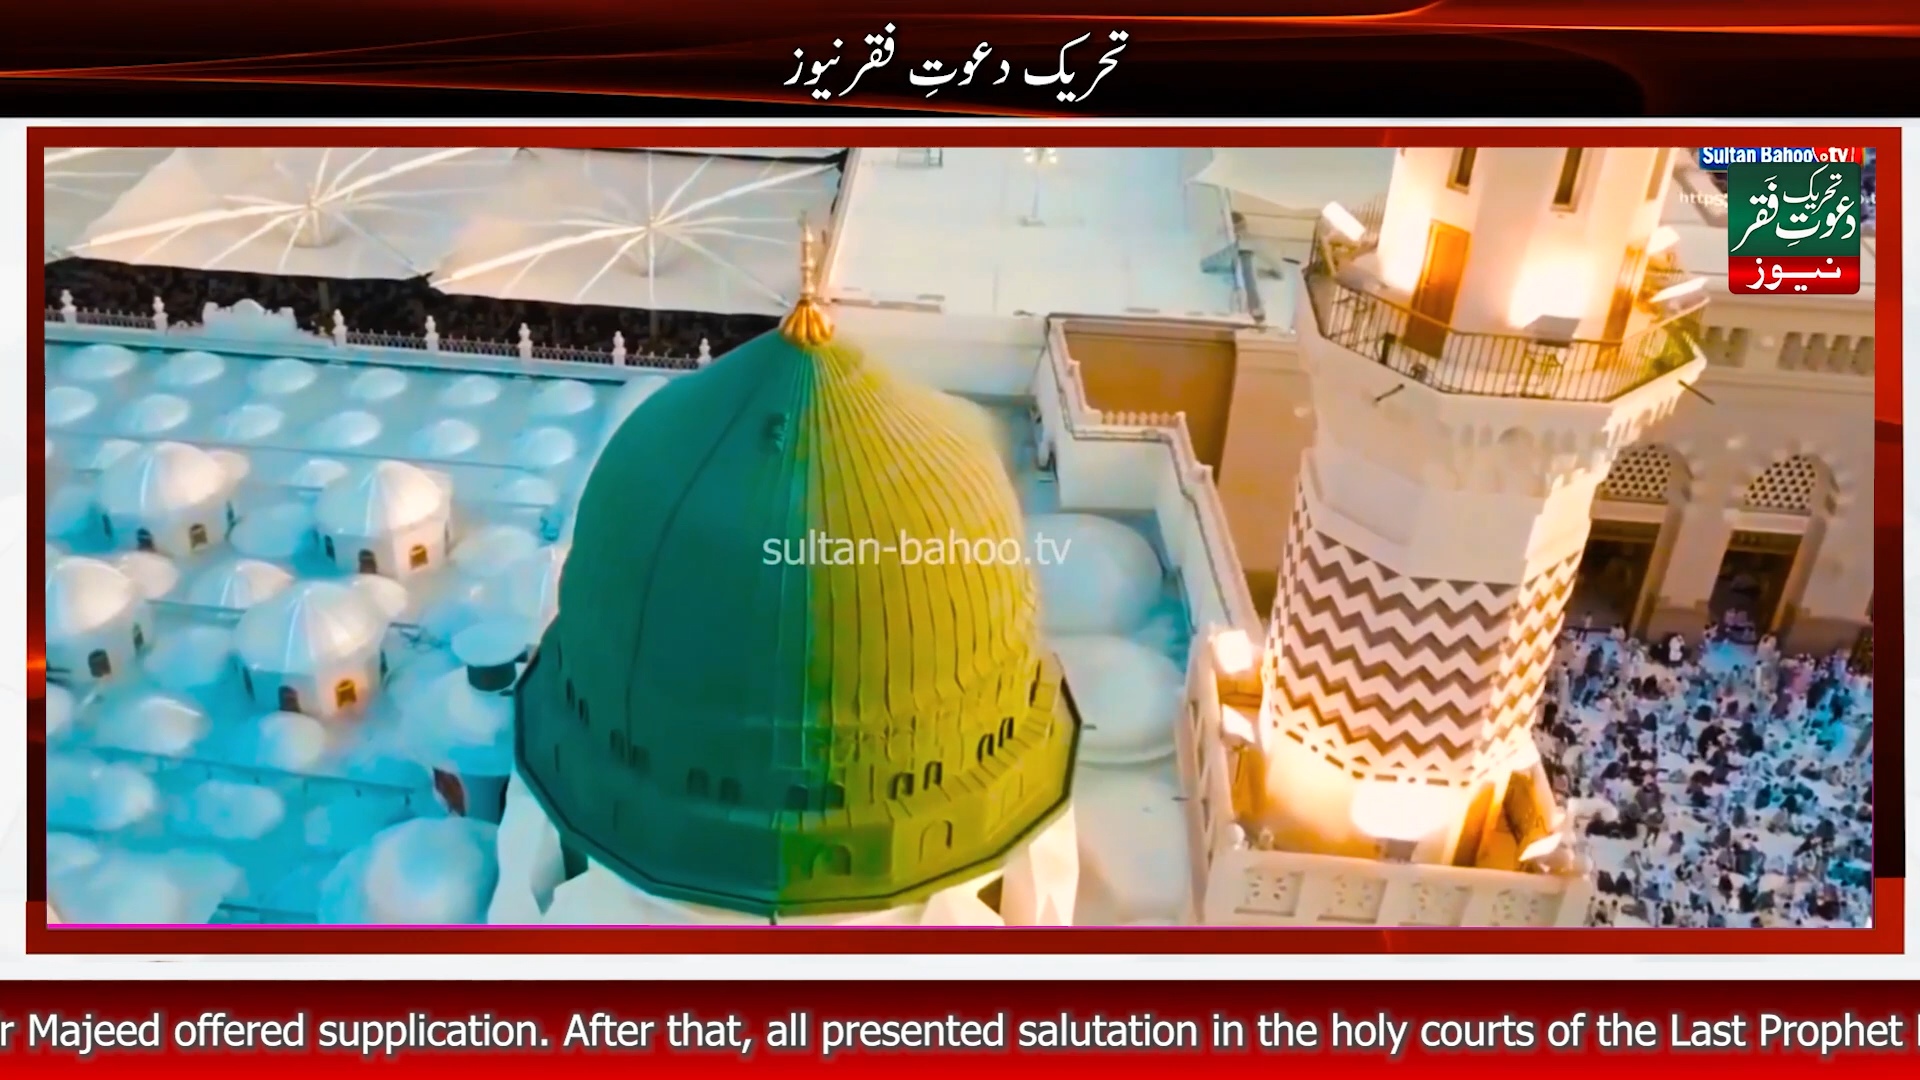 تحریک دعوتِ فقر نیوز
Sultan Bahoo.tv
تحریک
دعوتِ فَقر
نیوز
sultan-bahoo.tv
Majeed offered supplication. After that, all presented salutation in the holy courts of the Last Prophet